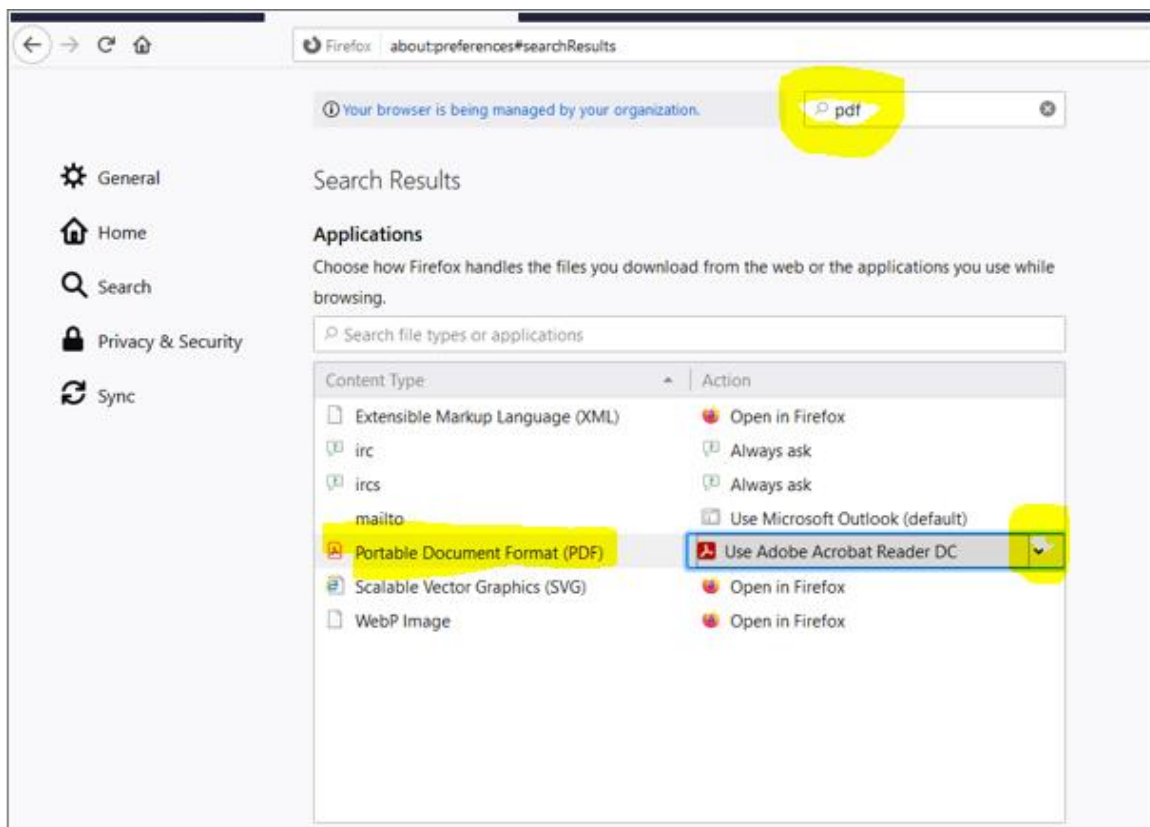 Firefox about:preferences#searchResults
Your browser is being managed by your organization.
pdf
General
Home
Search
Privacy & Security
Sync
Search Results
Applications
Choose how Firefox handles the files you download from the web or the applications you use while
browsing.
Search file types or applications
Content Type Action
Extensible Markup Language (XML) Open in Firefox
irc Always ask
ircs Always ask
mailto Use Microsoft Outlook (default)
Portable Document Format (PDF) Use Adobe Acrobat Reader DC
Scalable Vector Graphics (SVG) Open in Firefox
WebP Image Open in Firefox